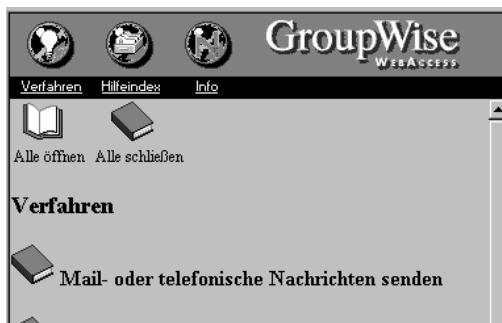 GroupWise
WEBACCESS
Verfahren Hilfeindex Info
Alle öffnen Alle schließen
Verfahren
Mail- oder telefonische Nachrichten senden